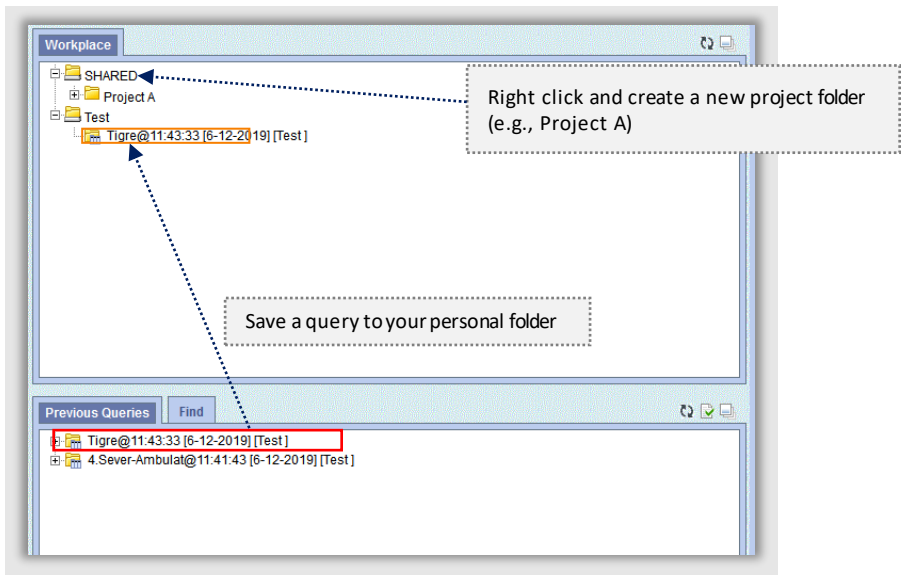 Workplace
SHARED
Project A
Test
Tigre@11:43:33 [6-12-2019] [Test ]
Right click and create a new project folder
(e.g., Project A)
Save a query to your personal folder
Previous Queries Find
Tigre@11:43:33 [6-12-2019] [Test ]
4.Sever-Ambulat@11:41:43 [6-12-2019] [Test ]